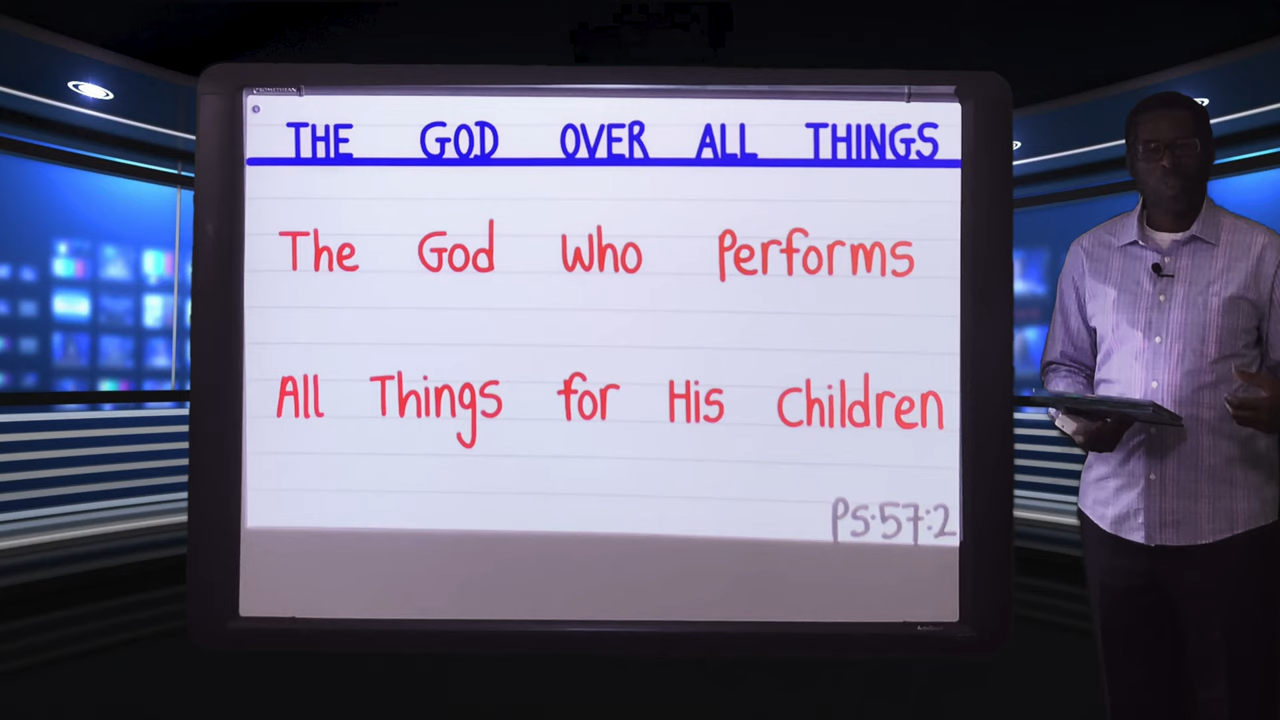 THE GOD OVER ALL THINGS
The God Who Performs
All Things for His Children
PS.57:2